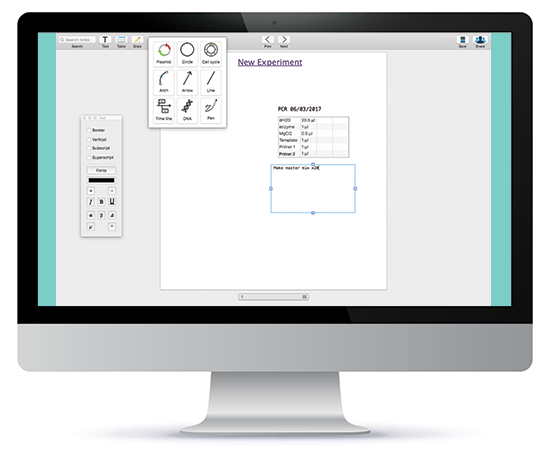 Search notes
Search
Text
Table
Draw
Prev
Next
Save
Share
Plasmid
Circle
Cell cycle
Arch
Arrow
Line
Time line
DNA
Pen
New Experiment
Text
Border
Vertical
Subscript
Superscript
Fonts
I B U
α β
μ °
PCR 06/03/2017
dH2O 20.5 μl
enzyme 1 μl
MgCl2 0.5 μl
Template 1 μl
Primer 1 1 μl
Primer 2 1 μl
Make master mix
1